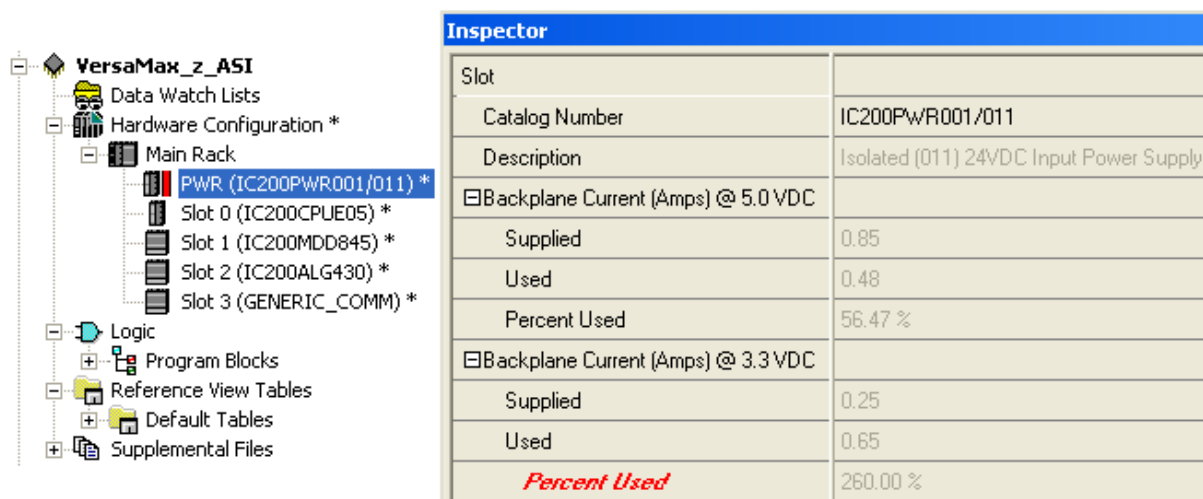 VersaMax_z_ASI
Data Watch Lists
Hardware Configuration *
Main Rack
PWR (IC200PWR001/011) *
Slot 0 (IC200CPUE05) *
Slot 1 (IC200MDD845) *
Slot 2 (IC200ALG430) *
Slot 3 (GENERIC_COMM) *
Logic
Program Blocks
Reference View Tables
Default Tables
Supplemental Files
Inspector
Slot
Catalog Number IC200PWR001/011
Description Isolated (011) 24VDC Input Power Supply
Backplane Current (Amps) @ 5.0 VDC
Supplied 0.85
Used 0.48
Percent Used 56.47 %
Backplane Current (Amps) @ 3.3 VDC
Supplied 0.25
Used 0.65
Percent Used 260.00 %